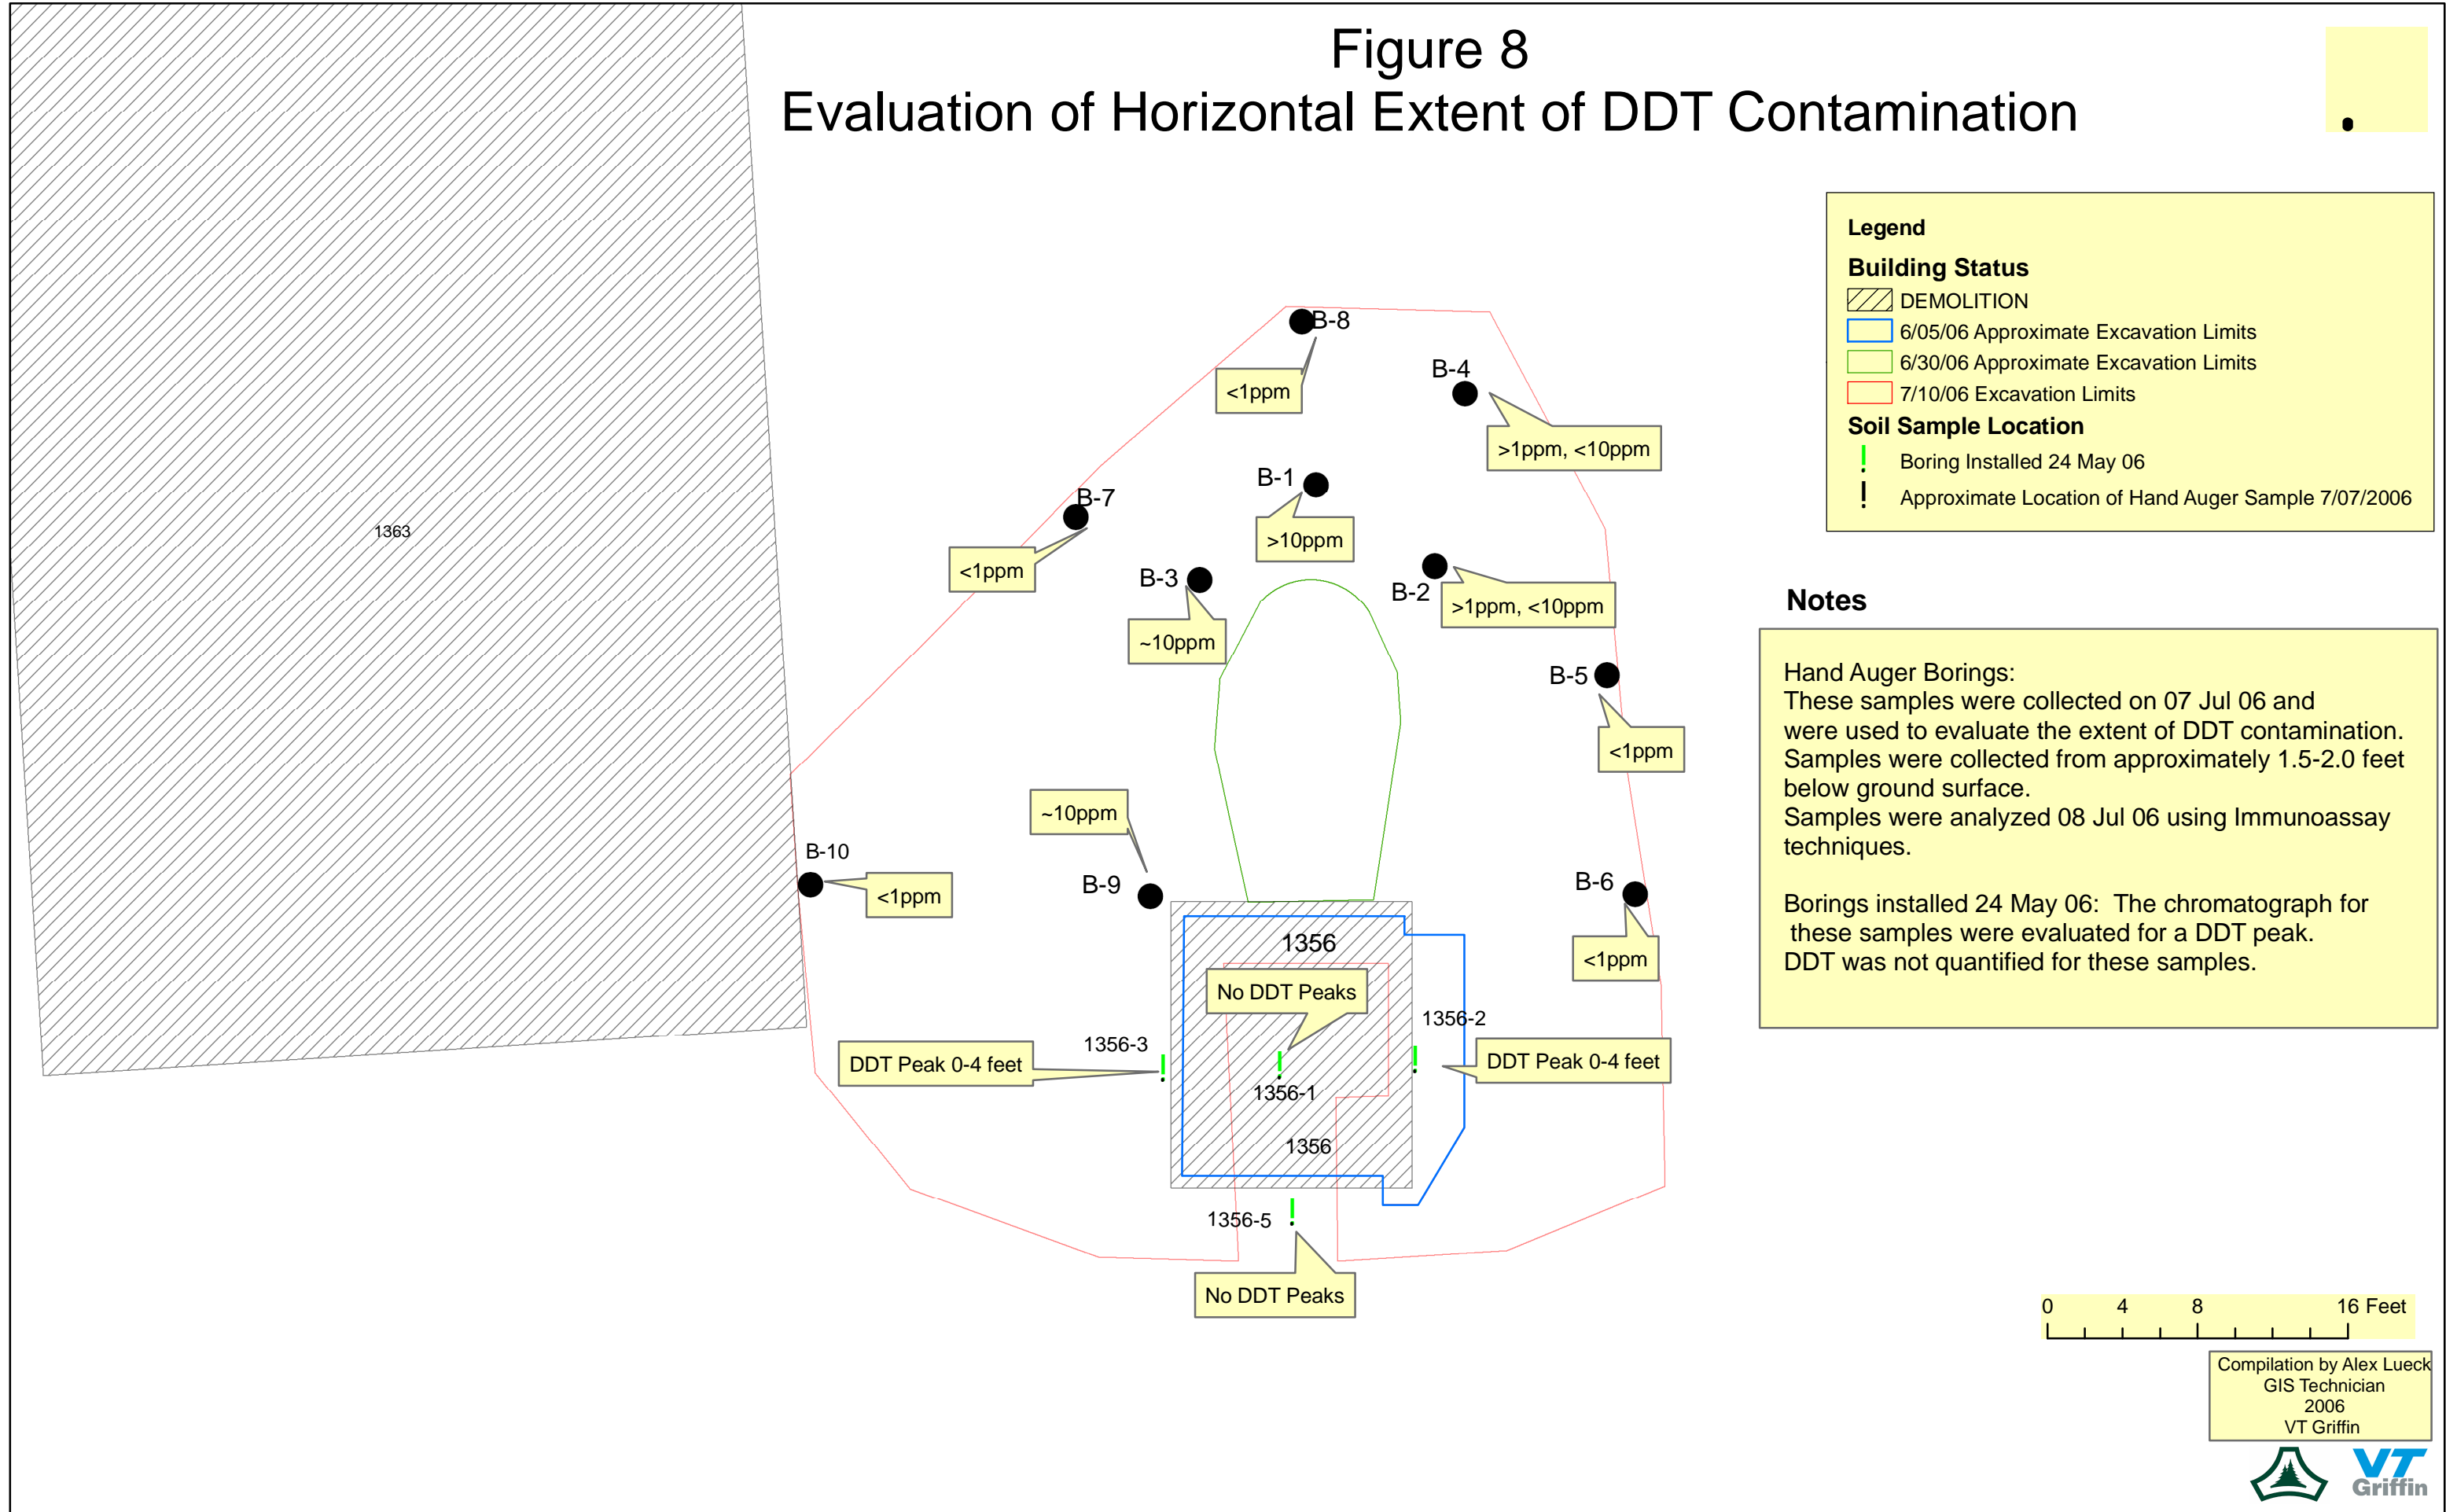 Figure 8
Evaluation of Horizontal Extent of DDT Contamination
Legend
Building Status
DEMOLITION
6/05/06 Approximate Excavation Limits
6/30/06 Approximate Excavation Limits
7/10/06 Excavation Limits
Soil Sample Location
Boring Installed 24 May 06
Approximate Location of Hand Auger Sample 7/07/2006
B-8
<1ppm
B-4
>1ppm, <10ppm
B-1
>10ppm
B-7
<1ppm
1363
B-3
~10ppm
B-2
>1ppm, <10ppm
B-5
<1ppm
~10ppm
B-10
<1ppm
B-9
B-6
<1ppm
1356
No DDT Peaks
1356-2
1356-3
DDT Peak 0-4 feet
DDT Peak 0-4 feet
1356-1
1356
1356-5
No DDT Peaks
Notes
Hand Auger Borings:
These samples were collected on 07 Jul 06 and
were used to evaluate the extent of DDT contamination.
Samples were collected from approximately 1.5-2.0 feet
below ground surface.
Samples were analyzed 08 Jul 06 using Immunoassay
techniques.
Borings installed 24 May 06:  The chromatograph for
these samples were evaluated for a DDT peak.
DDT was not quantified for these samples.
0 4 8 16 Feet
Compilation by Alex Lueck
GIS Technician
2006
VT Griffin
VT
Griffin